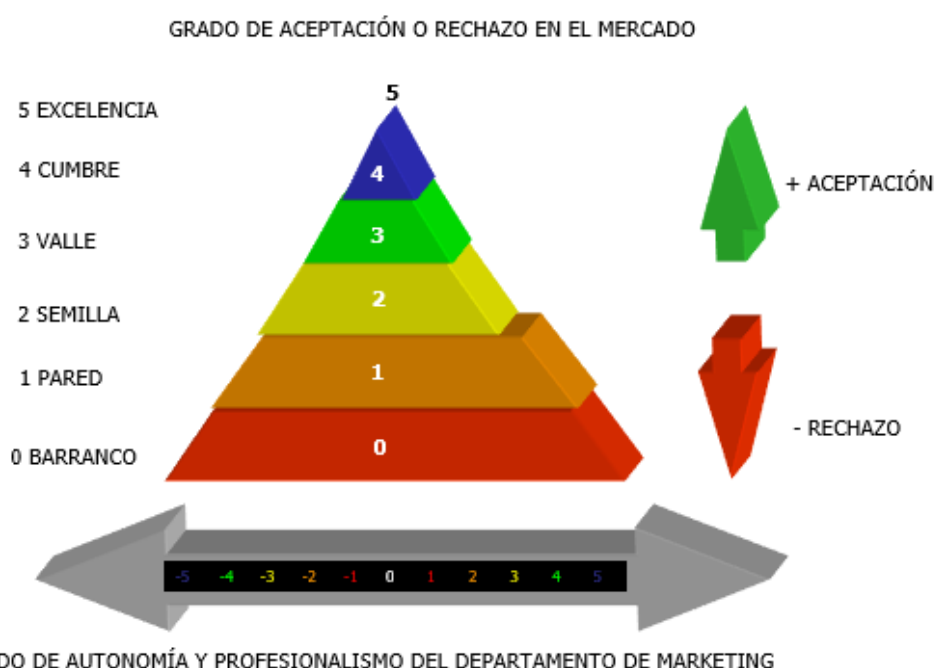 GRADO DE ACEPTACIÓN O RECHAZO EN EL MERCADO
5
5 EXCELENCIA
4 CUMBRE
4
+ ACEPTACIÓN
3 VALLE
3
2 SEMILLA
2
1 PARED
1
- RECHAZO
0 BARRANCO
0
-5 -4 -3 -2 -1 0 1 2 3 4 5
DE AUTONOMÍA Y PROFESIONALISMO DEL DEPARTAMENTO DE MARKETING